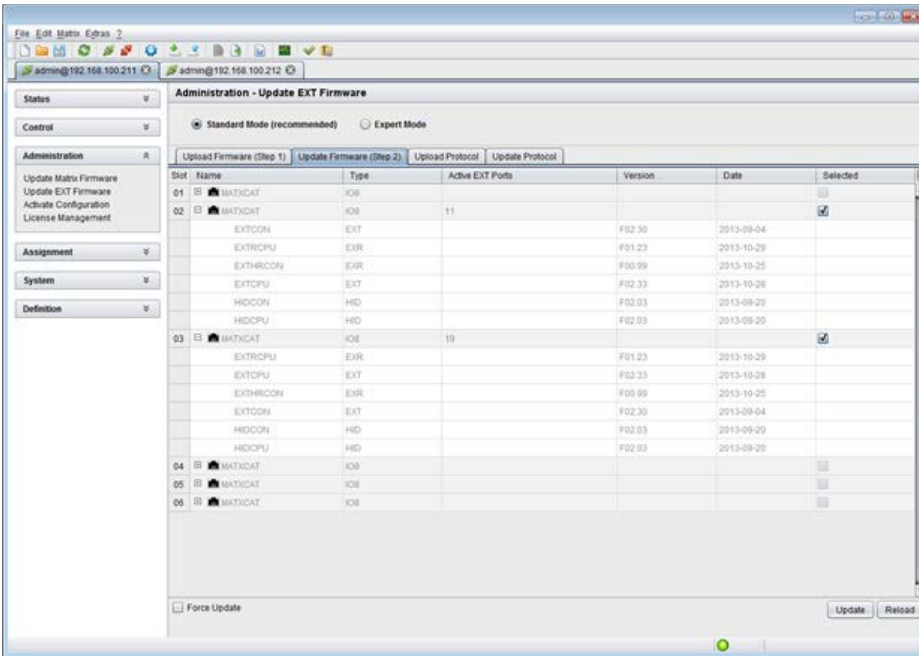 File Edit Matrix Extras ?
admin@192.168.100.211 admin@192.168.100.212
Status
Control
Administration
Update Matrix Firmware
Update EXT Firmware
Activate Configuration
License Management
Assignment
System
Definition
Administration - Update EXT Firmware
Standard Mode (recommended) Expert Mode
Upload Firmware (Step 1) Update Firmware (Step 2) Upload Protocol Update Protocol
Slot Name Type Active EXT Ports Version Date Selected
01 MATXCAT IO8
02 MATXCAT IO8 11
EXTCON EXT F02.30 2013-09-04
EXTRCPU EXR F01.23 2013-10-29
EXTHRCON EXR F00.99 2013-10-25
EXTCPU EXT F02.33 2013-10-28
HIDCON HID F02.03 2013-09-20
HIDCPU HID F02.03 2013-09-20
03 MATXCAT IO8 19
EXTRCPU EXR F01.23 2013-10-29
EXTCPU EXT F02.33 2013-10-28
EXTHRCON EXR F00.99 2013-10-25
EXTCON EXT F02.30 2013-09-04
HIDCON HID F02.03 2013-09-20
HIDCPU HID F02.03 2013-09-20
04 MATXCAT IO8
05 MATXCAT IO8
06 MATXCAT IO8
Force Update
Update Reload